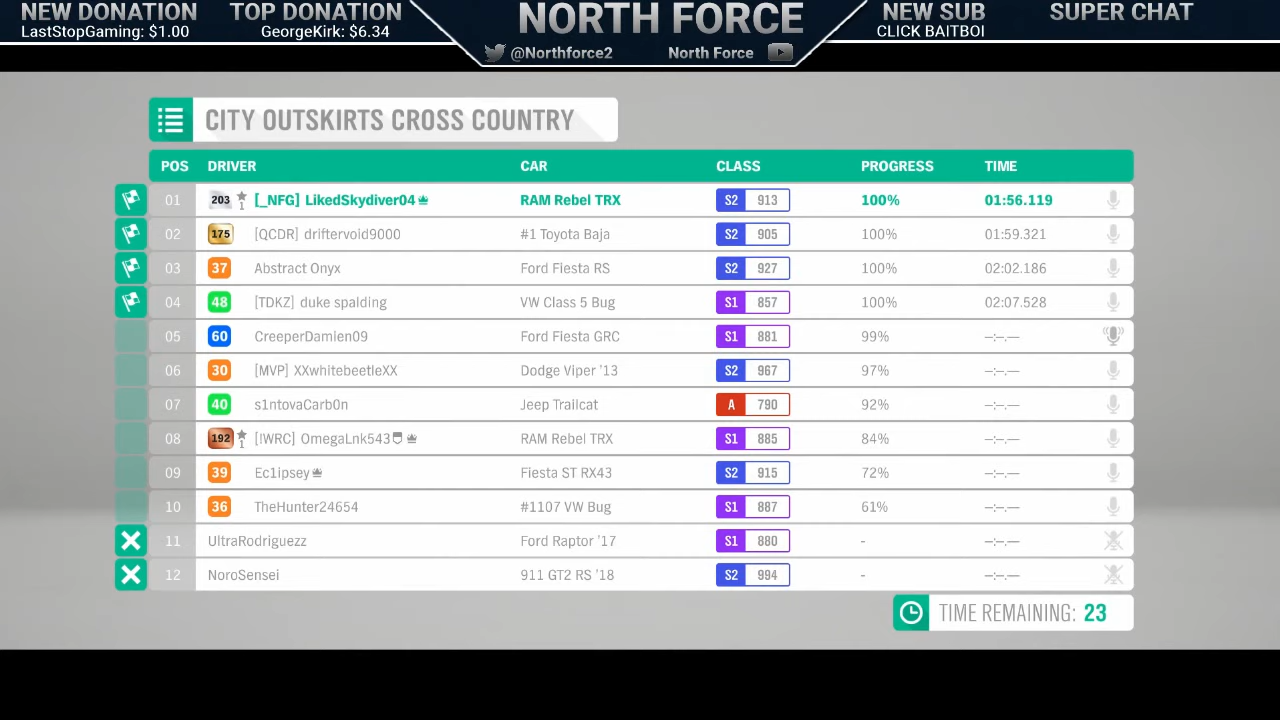 NEW DONATION
LastStopGaming: $1.00
TOP DONATION
GeorgeKirk: $6.34
NORTH FORCE
@Northforce2 North Force
NEW SUB
CLICK BAITBOI
SUPER CHAT
CITY OUTSKIRTS CROSS COUNTRY
POS DRIVER CAR CLASS PROGRESS TIME
01 203 1 [_NFG] LikedSkydiver04 RAM Rebel TRX S2 913 100% 01:56.119
02 175 [QCDR] driftervoid9000 #1 Toyota Baja S2 905 100% 01:59.321
03 37 Abstract Onyx Ford Fiesta RS S2 927 100% 02:02.186
04 48 [TDKZ] duke spalding VW Class 5 Bug S1 857 100% 02:07.528
05 60 CreeperDamien09 Ford Fiesta GRC S1 881 99% --:--.---
06 30 [MVP] XXwhitebeetleXX Dodge Viper '13 S2 967 97% --:--.---
07 40 s1ntovaCarb0n Jeep Trailcat A 790 92% --:--.---
08 192 1 [IWRC] OmegaLnk543 RAM Rebel TRX S1 885 84% --:--.---
09 39 Ec1ipsey Fiesta ST RX43 S2 915 72% --:--.---
10 36 TheHunter24654 #1107 VW Bug S1 887 61% --:--.---
11 UltraRodriguezz Ford Raptor '17 S1 880 - --:--.---
12 NoroSensei 911 GT2 RS '18 S2 994 - --:--.---
TIME REMAINING: 23